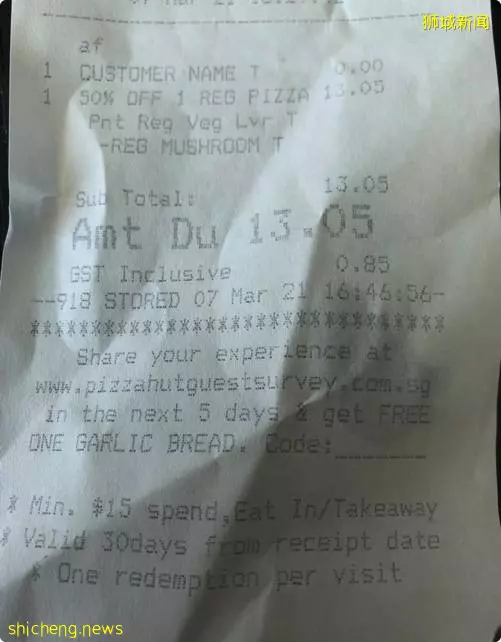 狮城新闻
af
1 CUSTOMER NAME T 0.00
1 50% OFF 1 REG PIZZA 13.05
Pnt Reg Veg Lvr T
-REG MUSHROOM T
Sub Total: 13.05
Amt Du 13.05
GST Inclusive 0.85
--918 STORED 07 Mar 21 16:46:56-
****************************************
Share your experience at
www.pizzahutguestsurvey.com.sg
in the next 5 days & get FREE
ONE GARLIC BREAD. Code:________
* Min. $15 spend,Eat In/Takeaway
* Valid 30days from receipt date
* One redemption per visit
shicheng.news